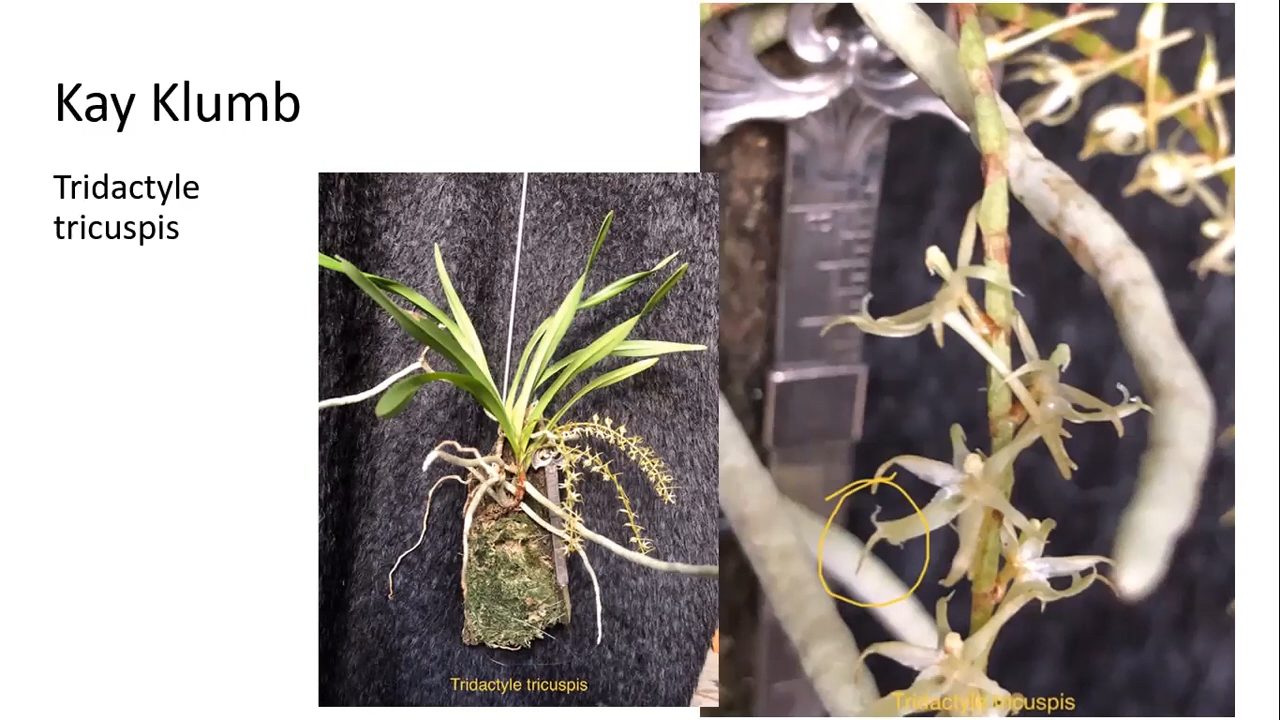 Kay Klumb
Tridactyle
tricuspis
Tridactyle tricuspis
Tridactyle tricuspis